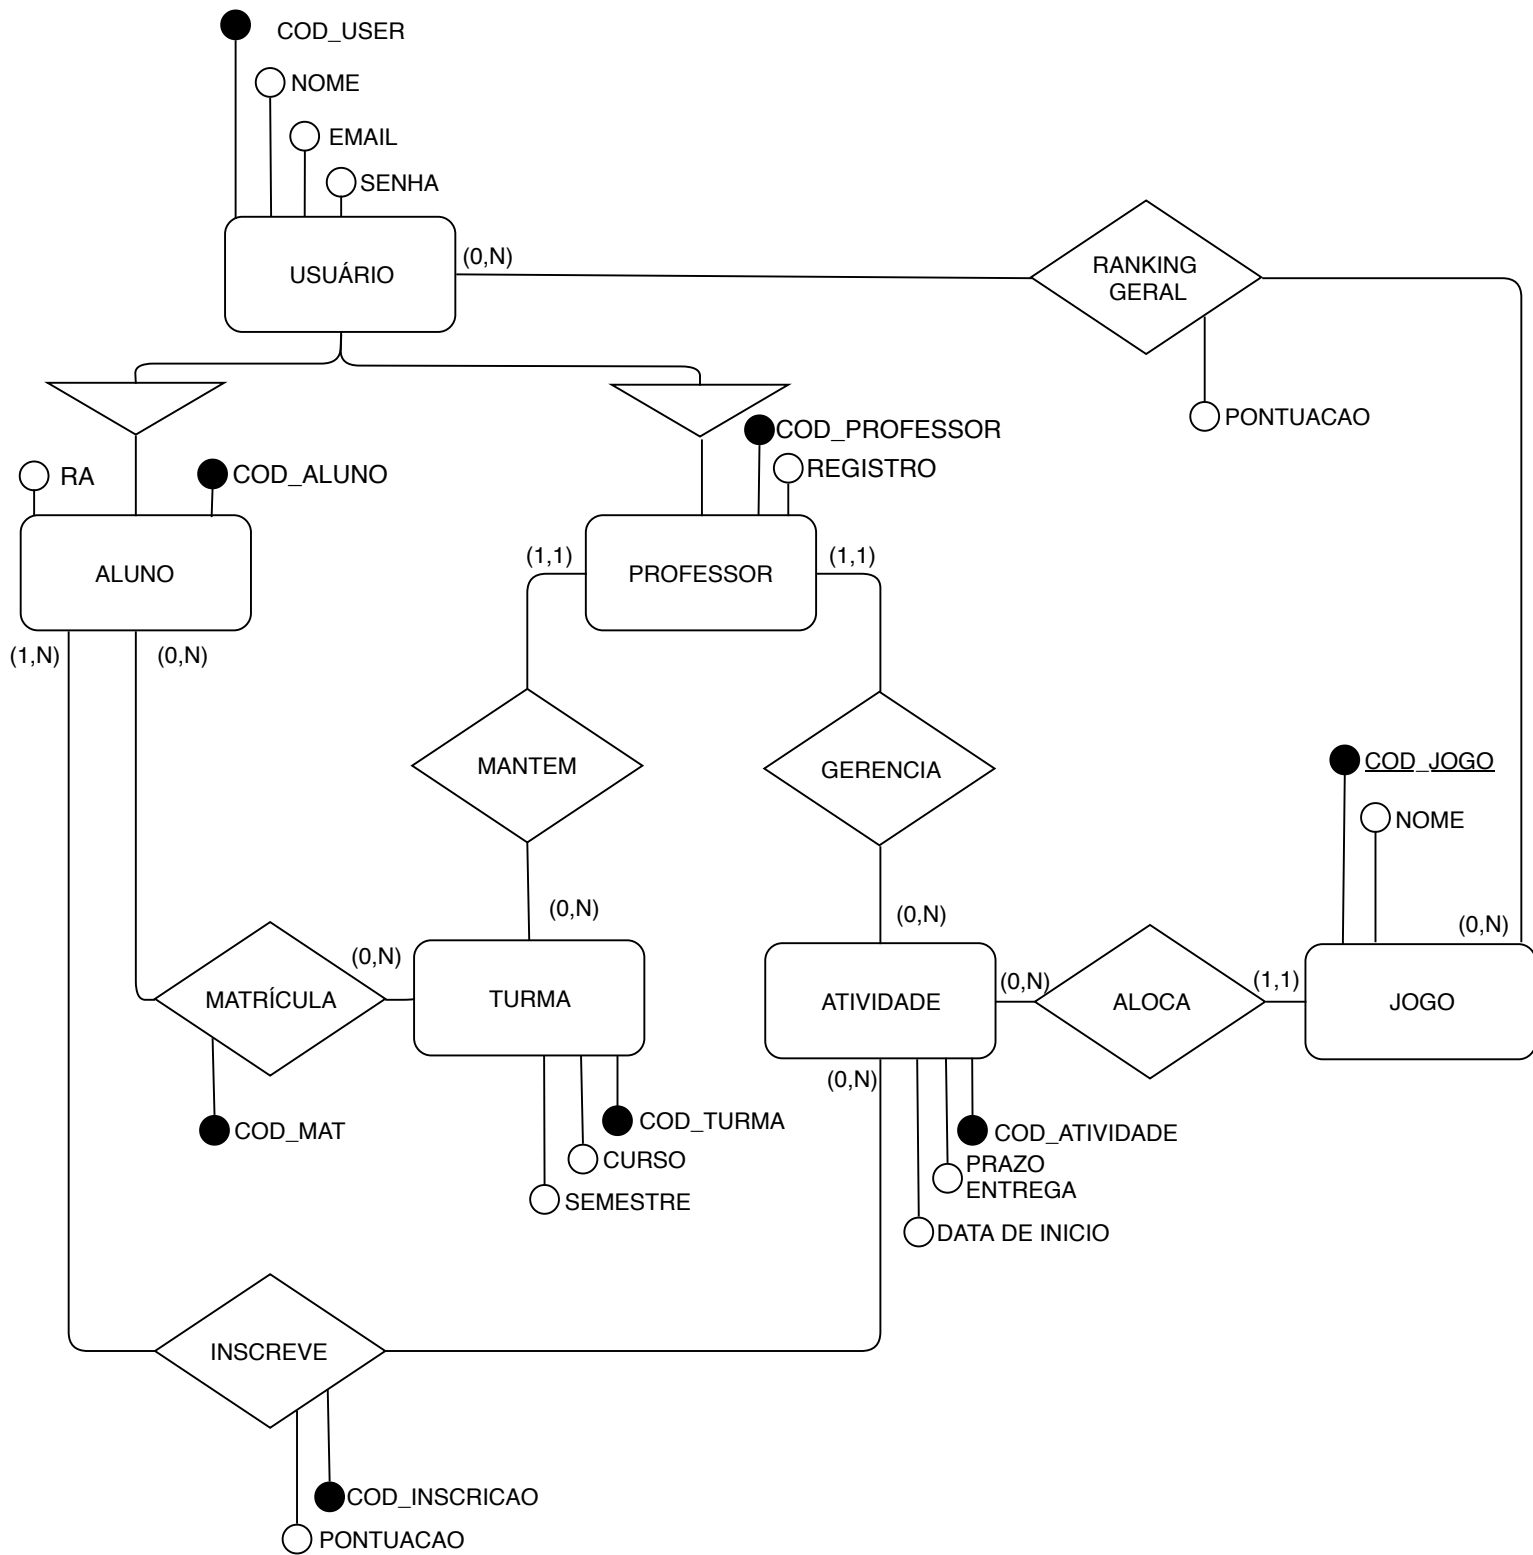 COD_USER
NOME
EMAIL
SENHA
USUÁRIO
(0,N)
RANKING
GERAL
PONTUACAO
RA
COD_ALUNO
COD_PROFESSOR
REGISTRO
ALUNO
(1,1)
PROFESSOR
(1,1)
(1,N)
(0,N)
MANTEM
GERENCIA
COD_JOGO
NOME
(0,N)
(0,N)
(0,N)
(0,N)
MATRÍCULA
TURMA
ATIVIDADE
(0,N)
ALOCA
(1,1)
JOGO
(0,N)
COD_MAT
COD_TURMA
CURSO
SEMESTRE
COD_ATIVIDADE
PRAZO
ENTREGA
DATA DE INICIO
INSCREVE
COD_INSCRICAO
PONTUACAO